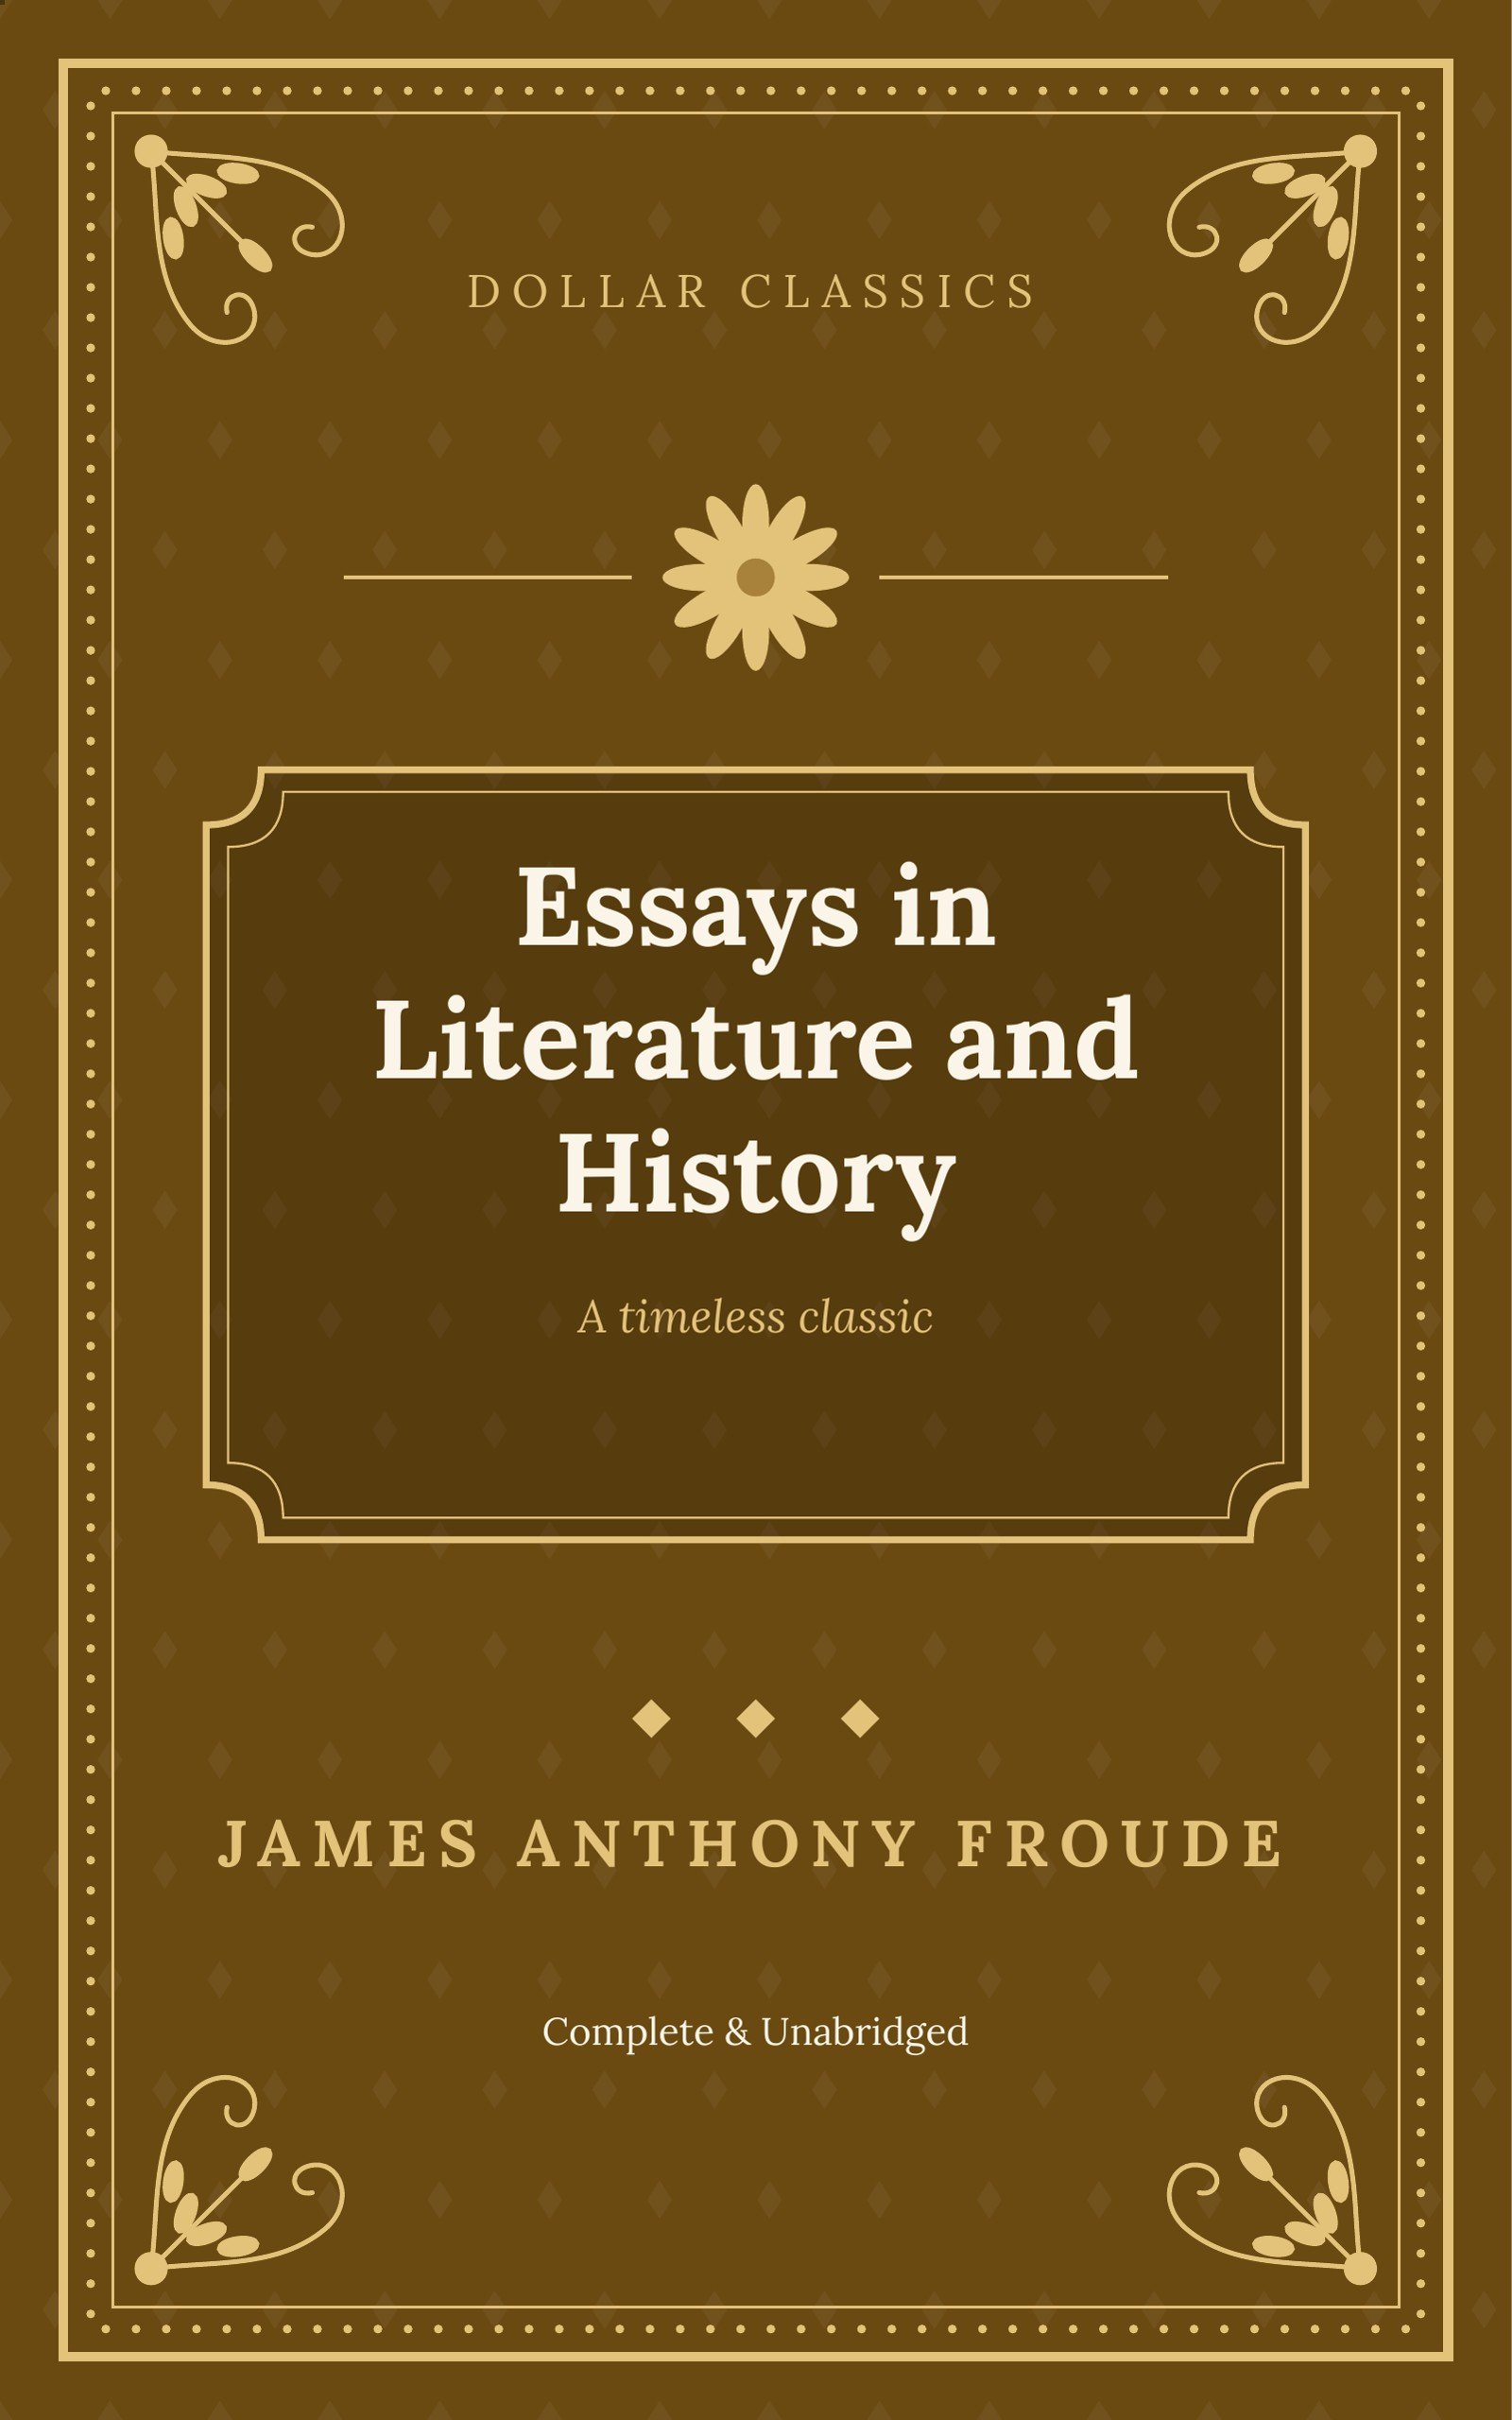 DOLLAR CLASSICS
Essays in
Literature and
History
A timeless classic
JAMES ANTHONY FROUDE
Complete & Unabridged